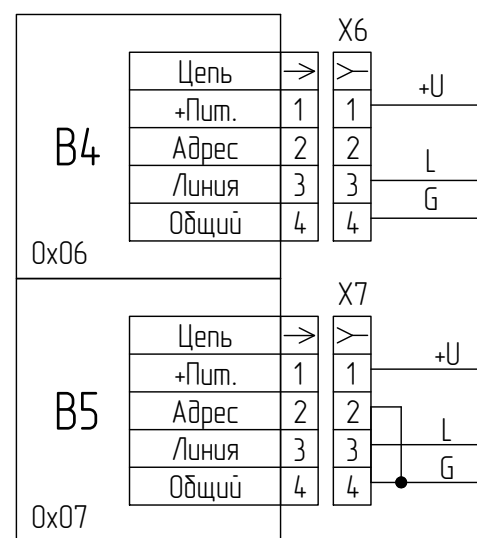 X6
Цепь
+Пит. 1 1 +U
B4
Адрес 2 2
Линия 3 3 L
Общий 4 4 G
0x06
X7
Цепь
+Пит. 1 1 +U
B5
Адрес 2 2
Линия 3 3 L
Общий 4 4 G
0x07